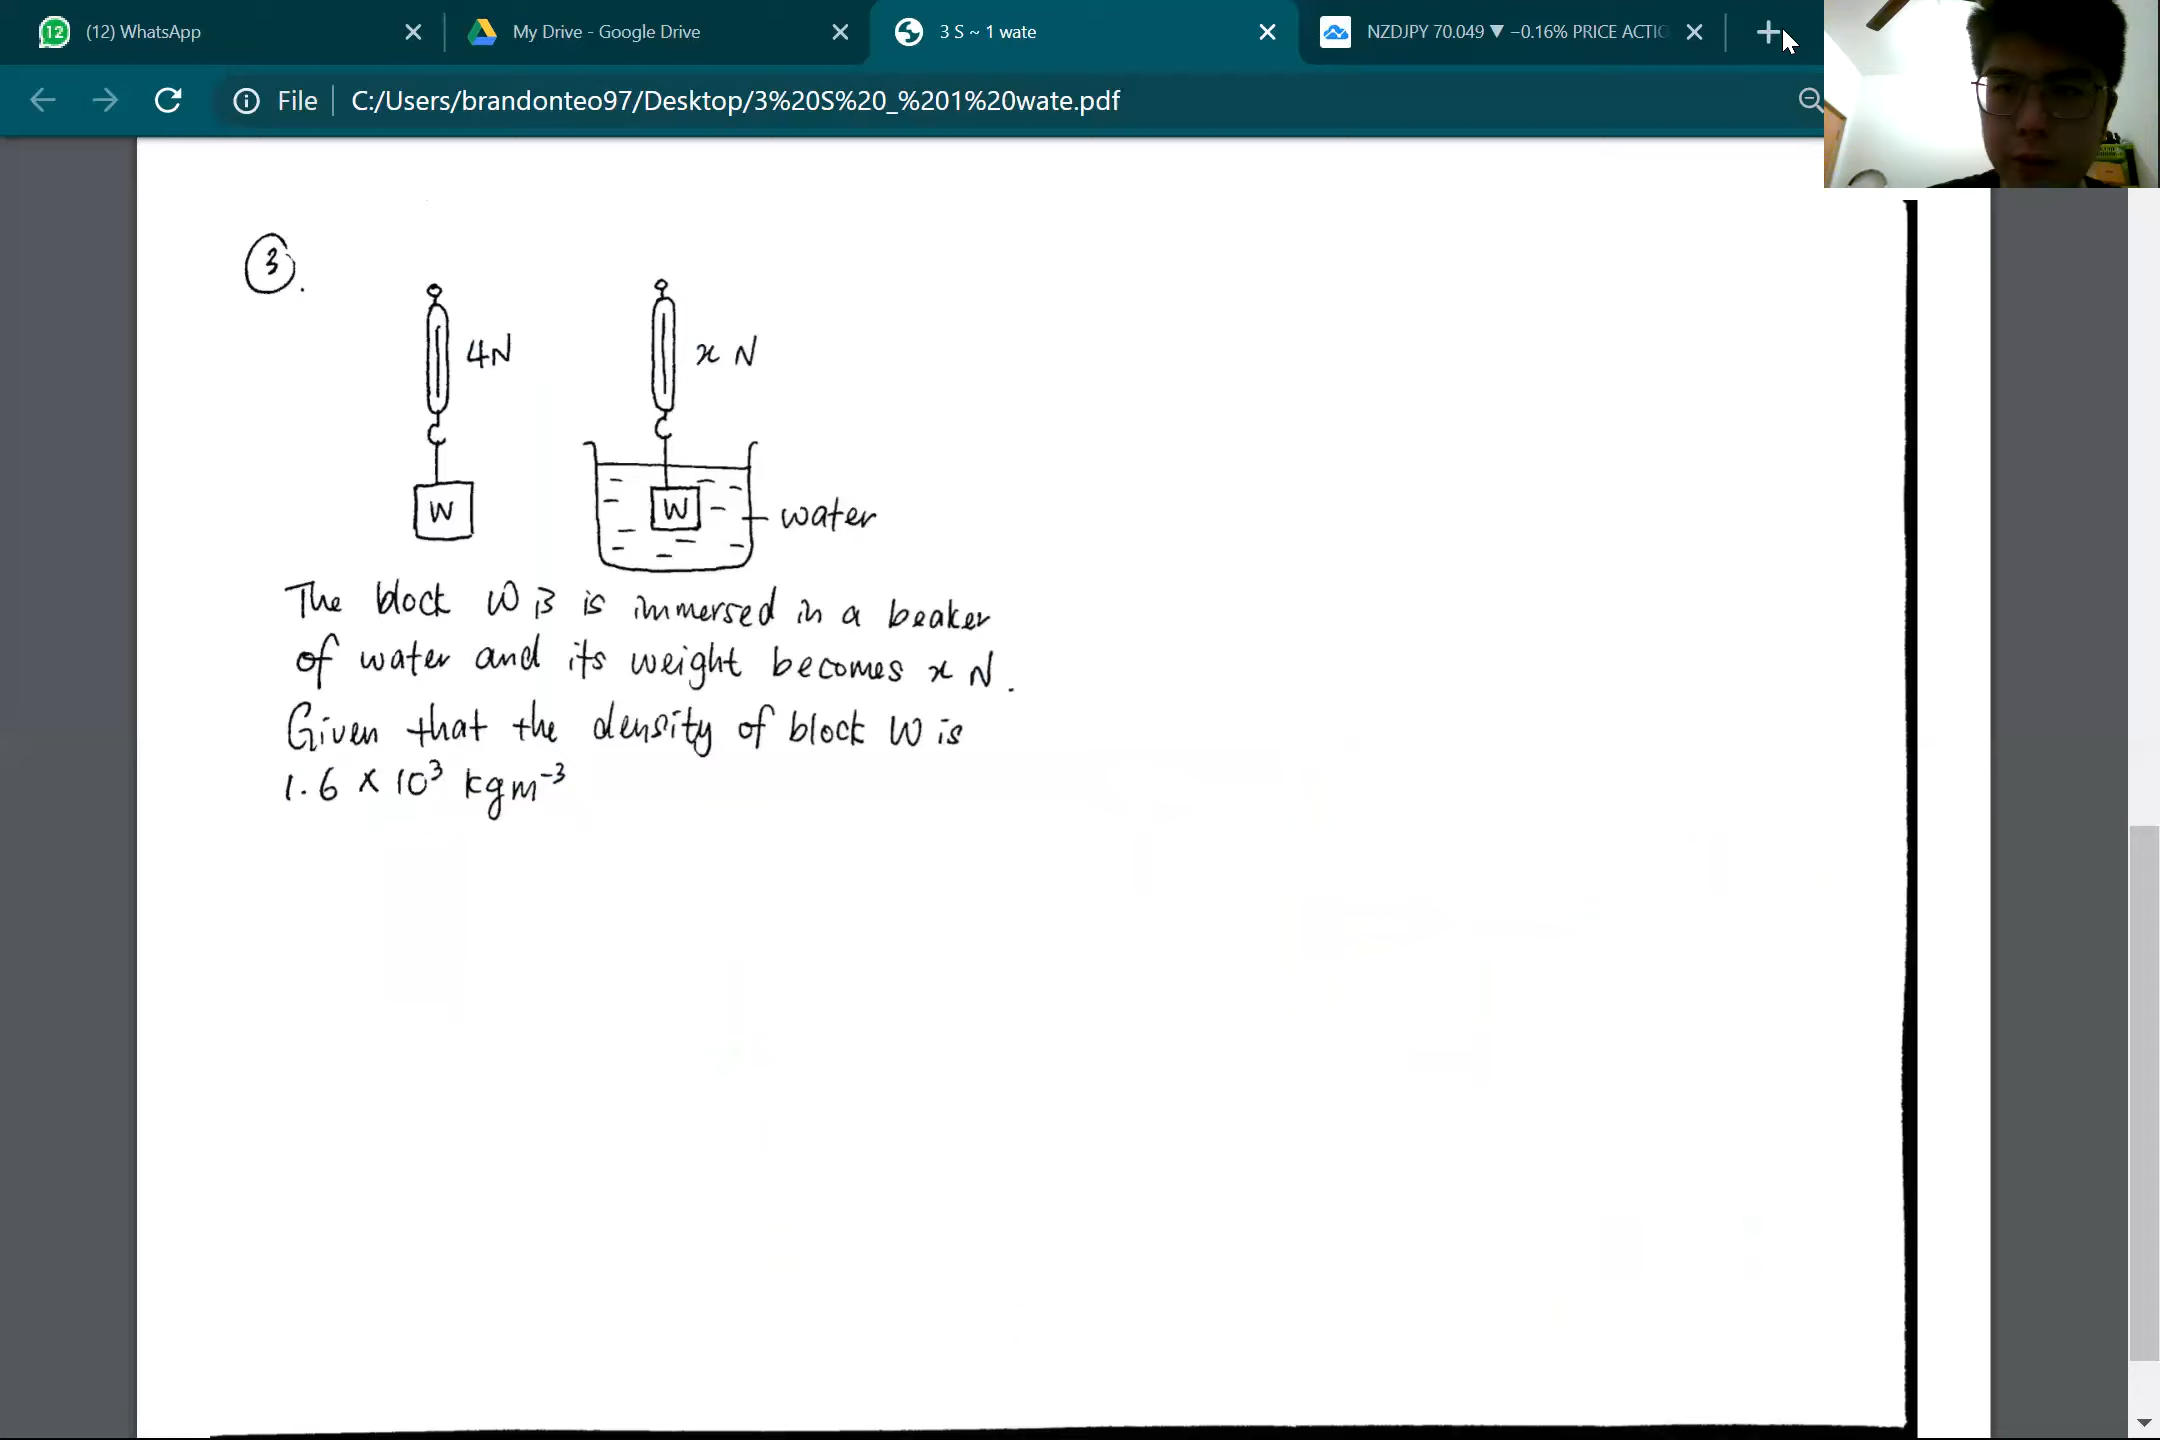 12
(12) WhatsApp
My Drive - Google Drive
3 S ~ 1 wate
NZDJPY 70.049 ▼ −0.16% PRICE ACTIO
File
C:/Users/brandonteo97/Desktop/3%20S%20_%201%20wate.pdf
3.
4N
x N
W
W
water
The block W is immersed in a beaker
of water and its weight becomes x N.
Given that the density of block W is
1.6 × 10³ kgm⁻³